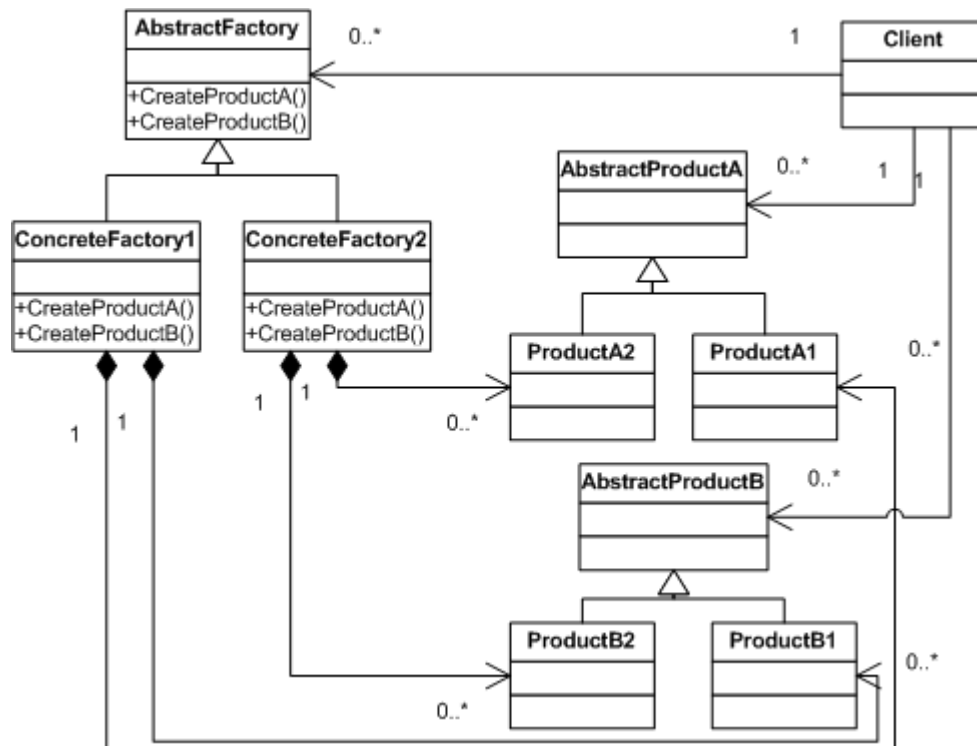 AbstractFactory
0..*
1
Client
+CreateProductA()
+CreateProductB()
AbstractProductA
0..*
1
1
ConcreteFactory1
ConcreteFactory2
+CreateProductA()
+CreateProductB()
+CreateProductA()
+CreateProductB()
ProductA2
ProductA1
0..*
1
1
1
1
0..*
AbstractProductB
0..*
ProductB2
ProductB1
0..*
0..*